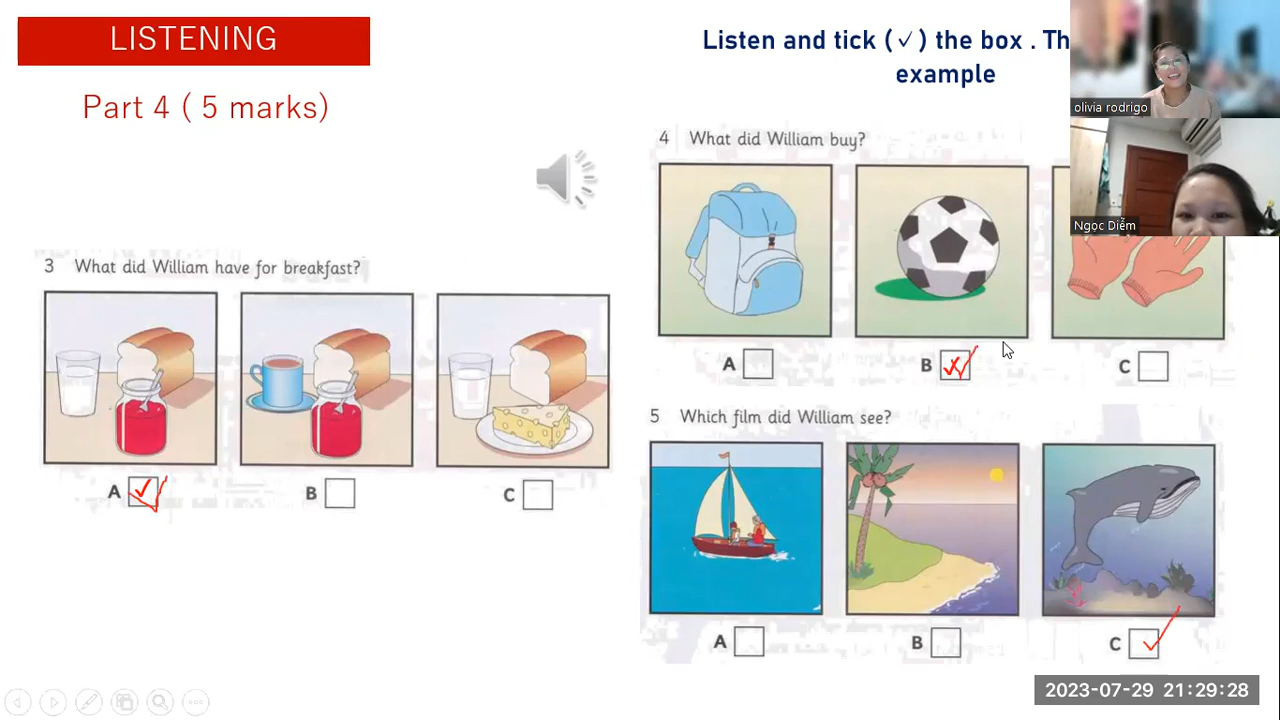 LISTENING
Part 4 ( 5 marks)
Listen and tick (✓) the box . Th
example
olivia rodrigo
Ngọc Diễm
3 What did William have for breakfast?
A
B
C
4 What did William buy?
A
B
C
5 Which film did William see?
A
B
C
2023-07-29 21:29:28